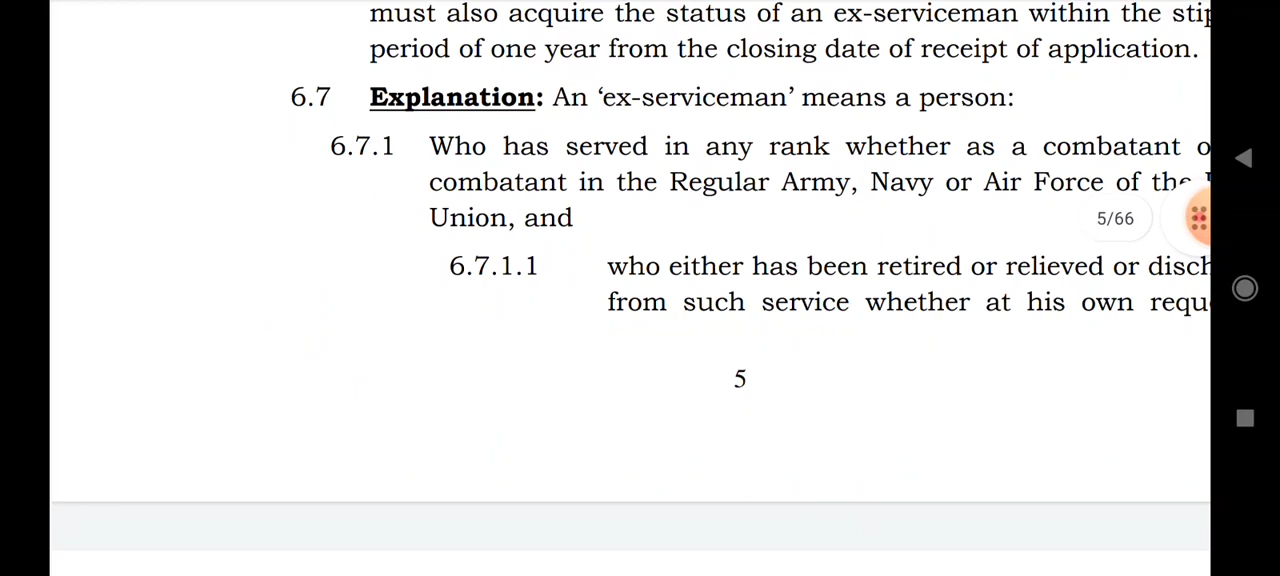 must also acquire the status of an ex-serviceman within the
period of one year from the closing date of receipt of application.
6.7 Explanation: An ‘ex-serviceman’ means a person:
6.7.1 Who has served in any rank whether as a combatant
combatant in the Regular Army, Navy or Air Force of the
Union, and
5/66
6.7.1.1 who either has been retired or relieved or
from such service whether at his own
5